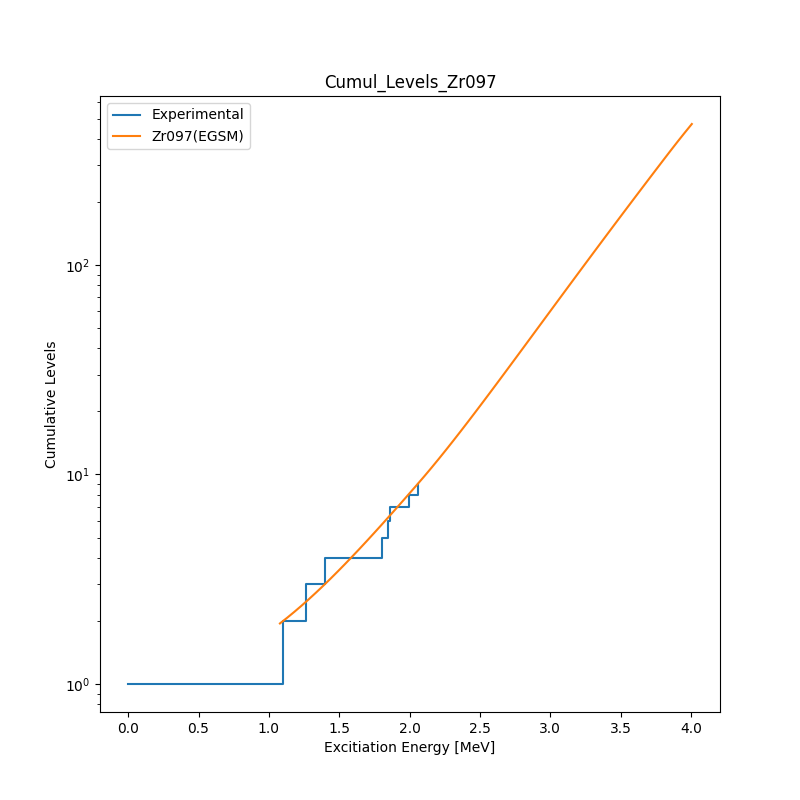 Cumul_Levels_Zr097
Experimental
Zr097(EGSM)
Cumulative Levels
10²
10¹
10⁰
0.0 0.5 1.0 1.5 2.0 2.5 3.0 3.5 4.0
Excitiation Energy [MeV]